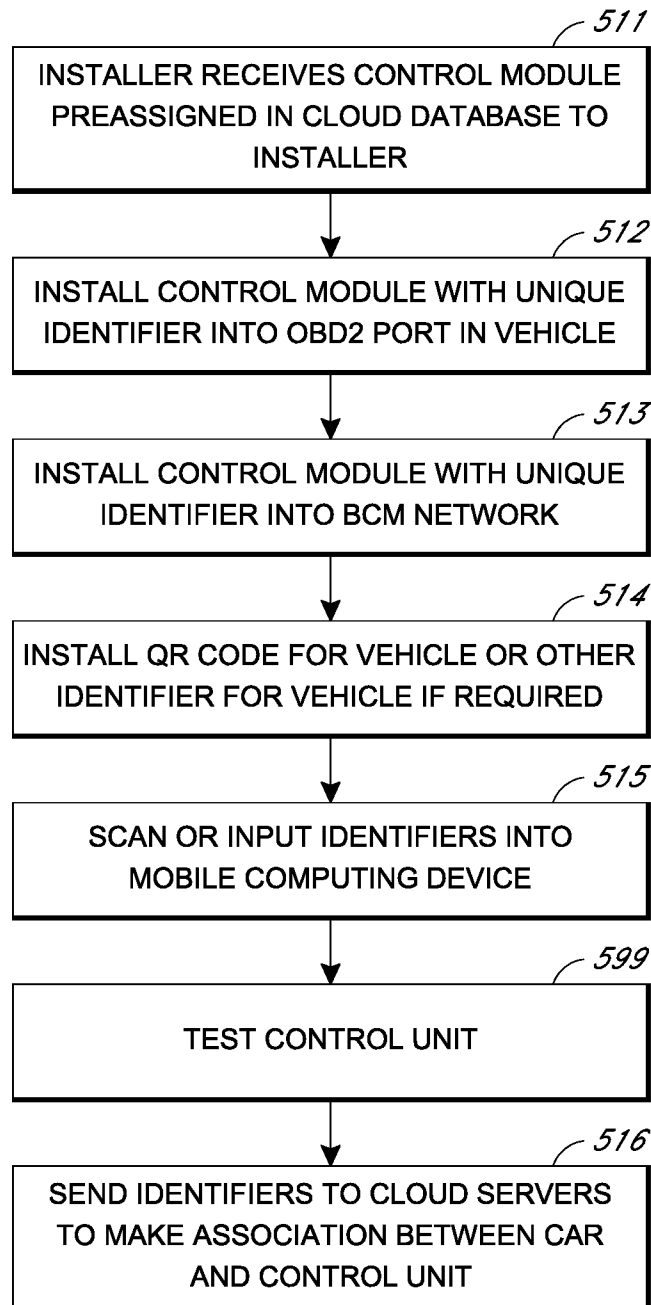 511
INSTALLER RECEIVES CONTROL MODULE
PREASSIGNED IN CLOUD DATABASE TO
INSTALLER
512
INSTALL CONTROL MODULE WITH UNIQUE
IDENTIFIER INTO OBD2 PORT IN VEHICLE
513
INSTALL CONTROL MODULE WITH UNIQUE
IDENTIFIER INTO BCM NETWORK
514
INSTALL QR CODE FOR VEHICLE OR OTHER
IDENTIFIER FOR VEHICLE IF REQUIRED
515
SCAN OR INPUT IDENTIFIERS INTO
MOBILE COMPUTING DEVICE
599
TEST CONTROL UNIT
516
SEND IDENTIFIERS TO CLOUD SERVERS
TO MAKE ASSOCIATION BETWEEN CAR
AND CONTROL UNIT